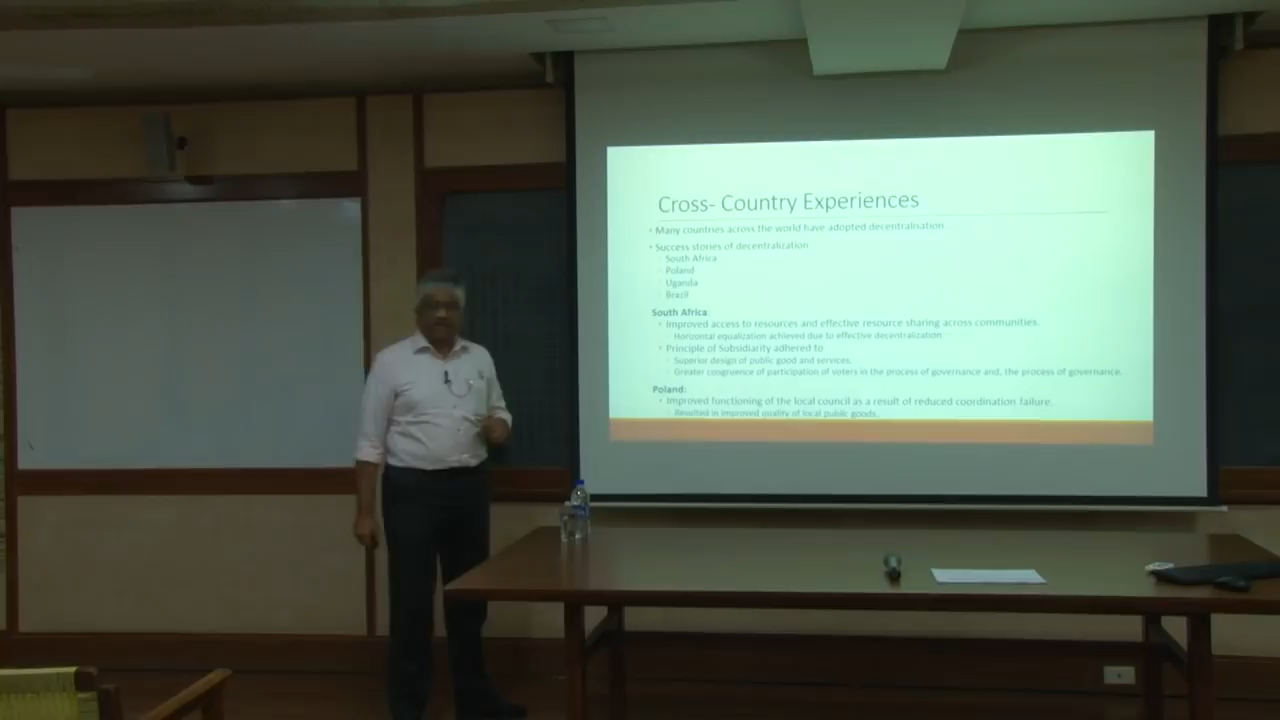 Cross- Country Experiences
• Many countries across the world have adopted decentralisation
• Success stories of decentralization
◦ South Africa
◦ Poland
◦ Uganda
◦ Brazil
South Africa:
• Improved access to resources and effective resource sharing across communities.
◦ Horizontal equalization achieved due to effective decentralization
• Principle of Subsidiarity adhered to
◦ Superior design of public good and services.
◦ Greater congruence of participation of voters in the process of governance and, the process of governance.
Poland:
• Improved functioning of the local council as a result of reduced coordination failure.
◦ Resulted in improved quality of local public goods.